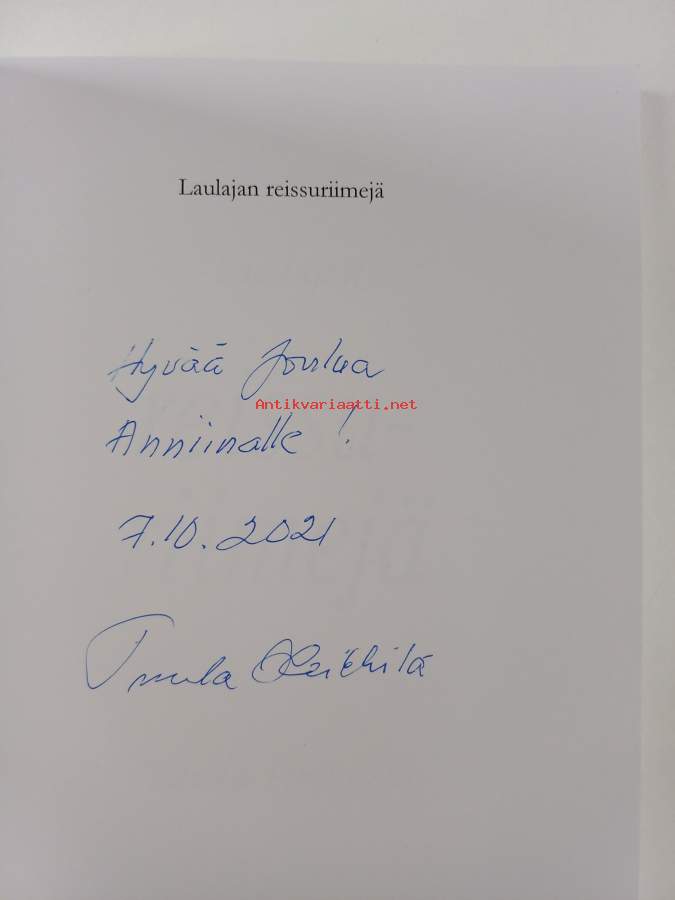 Laulajan reissuriimejä
Hyvää Joulua
Antikvariaatti.net
Anniinalle !
7.10.2021